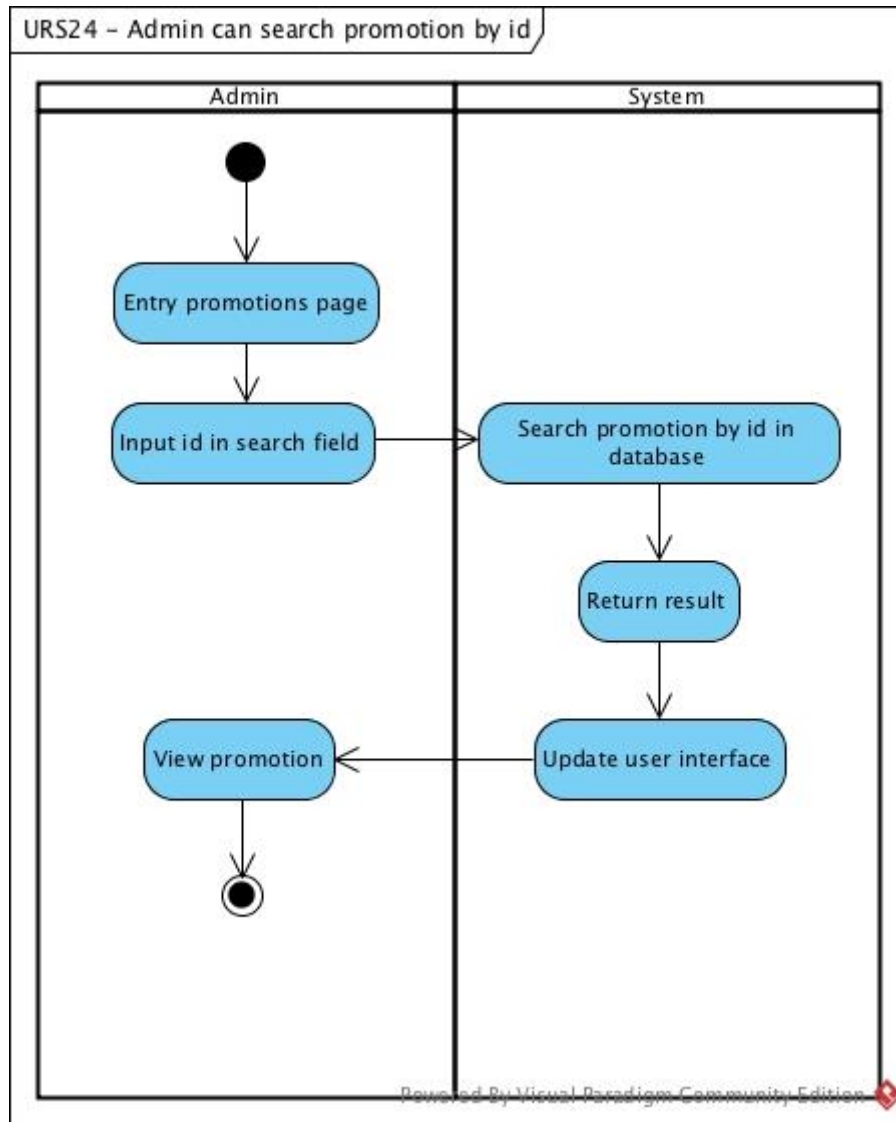 URS24 – Admin can search promotion by id
Admin
System
Entry promotions page
Input id in search field
Search promotion by id in
database
Return result
View promotion
Update user interface
Powered By Visual Paradigm Community Edition